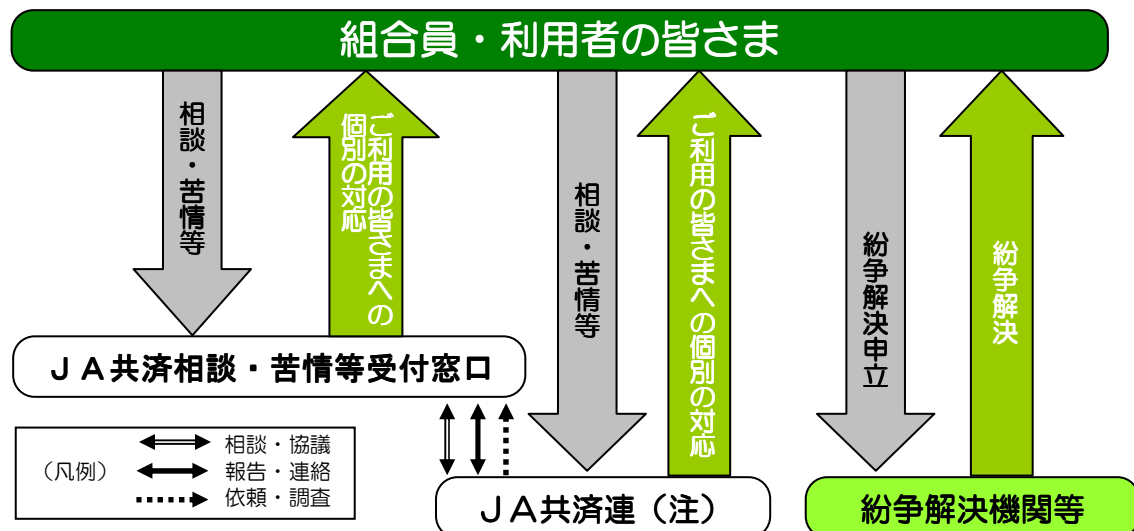 組合員・利用者の皆さま
相談・苦情等
ご利用の皆さまへの
個別の対応
相談・苦情等
ご利用の皆さまへの個別の対応
紛争解決申立
紛争解決
JA共済相談・苦情等受付窓口
(凡例)
相談・協議
報告・連絡
依頼・調査
JA共済連(注)
紛争解決機関等